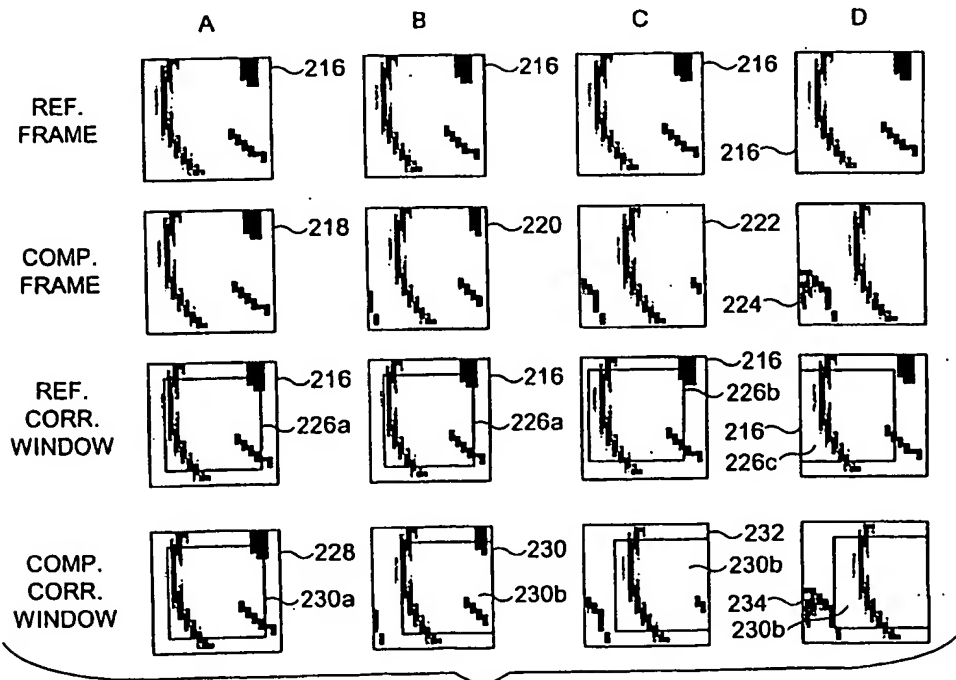 A B C D
REF. FRAME 216 216 216 216
COMP. FRAME 218 220 222 224
REF. CORR. WINDOW 216 226a 216 226a 216 226b 216 226c
COMP. CORR. WINDOW 228 230a 230 230b 232 230b 234 230b